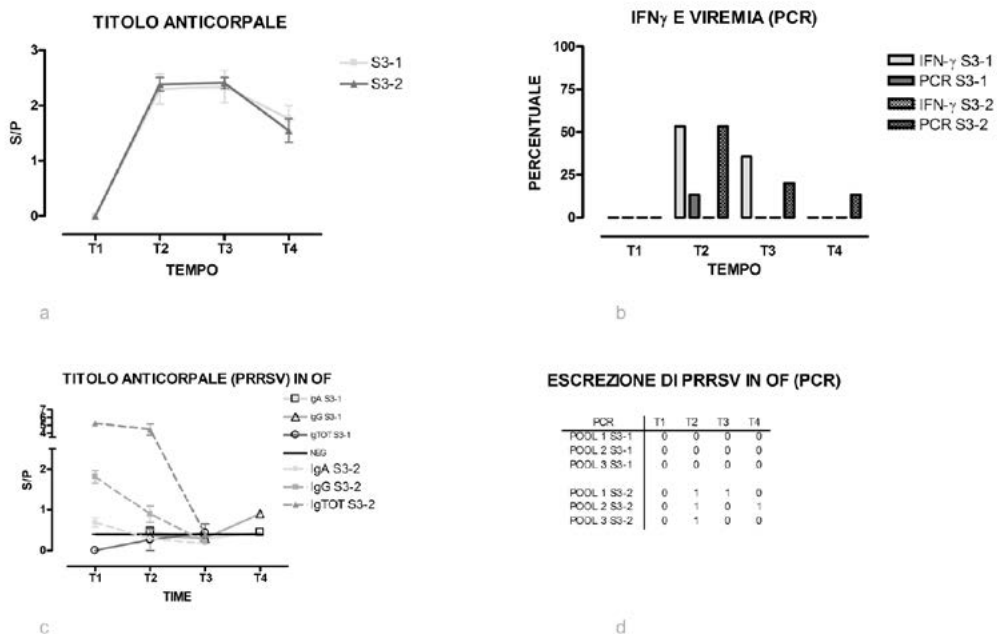 TITOLO ANTICORPALE
3
2
1
0
S/P
T1 T2 T3 T4
TEMPO
S3-1
S3-2
a
IFNγ E VIREMIA (PCR)
100
75
50
25
0
PERCENTUALE
T1 T2 T3 T4
TEMPO
IFN-γ S3-1
PCR S3-1
IFN-γ S3-2
PCR S3-2
b
TITOLO ANTICORPALE (PRRSV) IN OF
7
6
5
4
2
1
0
S/P
T1 T2 T3 T4
TIME
IgA S3-1
IgG S3-1
IgTOT S3-1
NEG
IgA S3-2
IgG S3-2
IgTOT S3-2
c
ESCREZIONE DI PRRSV IN OF (PCR)
PCR T1 T2 T3 T4
POOL 1 S3-1 0 0 0 0
POOL 2 S3-1 0 0 0 0
POOL 3 S3-1 0 0 0 0
POOL 1 S3-2 0 1 1 0
POOL 2 S3-2 0 1 0 1
POOL 3 S3-2 0 1 0 0
d